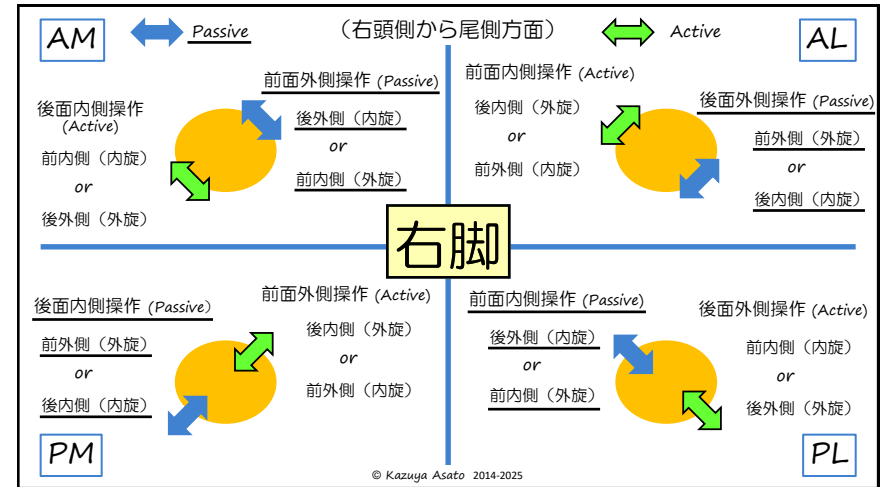 AM
Passive
（右頭側から尾側方面）
Active
AL
前面外側操作 (Passive)
後外側（内旋）
or
前内側（外旋）
後面内側操作
(Active)
前内側（内旋）
or
後外側（外旋）
前面内側操作 (Active)
後内側（外旋）
or
前外側（内旋）
後面外側操作 (Passive)
前外側（外旋）
or
後内側（内旋）
右脚
後面内側操作 (Passive)
前外側（外旋）
or
後内側（内旋）
前面外側操作 (Active)
後内側（外旋）
or
前外側（内旋）
前面内側操作 (Passive)
後外側（内旋）
or
前内側（外旋）
後面外側操作 (Active)
前内側（内旋）
or
後外側（外旋）
PM
© Kazuya Asato 2014-2025
PL